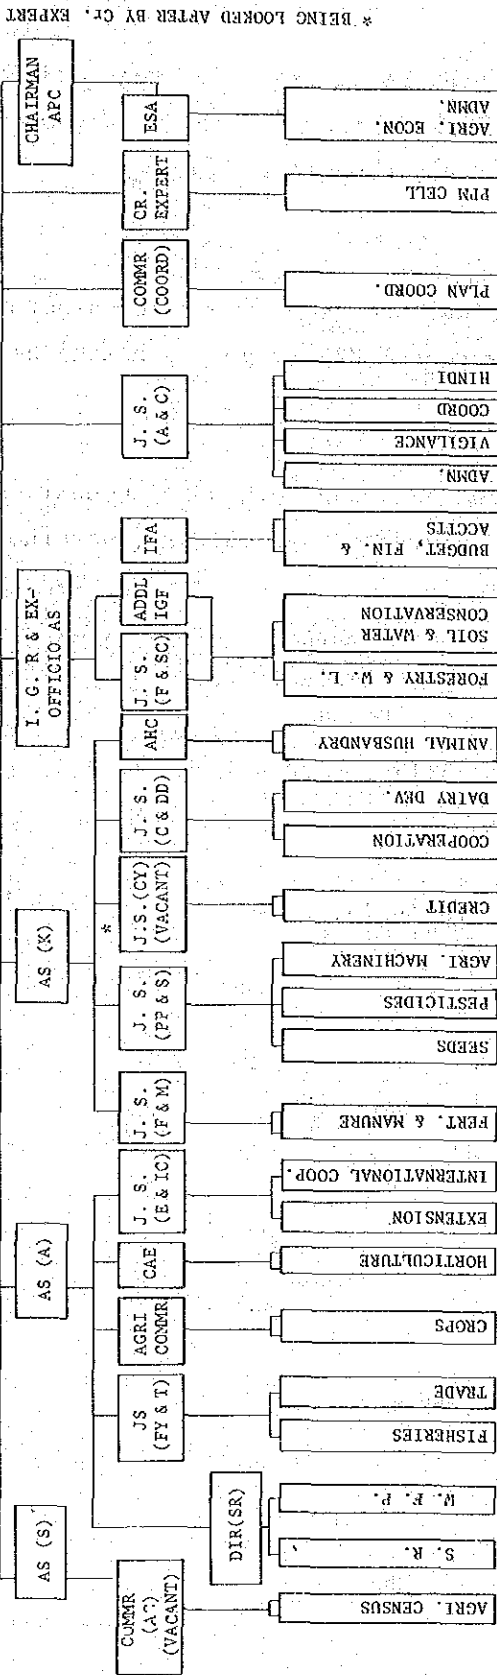 AS (S)
AS (A)
AS (K)
I. G. R & EX-
OFFICIO AS
CHAIRMAN
APC
COMMR
(A?)
(VACANT)
DIR(SR)
JS
(FY & T)
AGRI
COMMR
CAE
J. S.
(E & IC)
J. S.
(F & M)
J. S.
(PP & S)
*
J.S.(CY)
(VACANT)
J. S.
(C & DD)
AHC
J. S.
(F & SC)
ADDL
IGF
IFA
J. S.
(A & C)
COMMR
(COORD)
CR.
EXPERT
ESA
AGRI. CENSUS
S. R.
W. F. P.
FISHERIES
TRADE
CROPS
HORTICULTURE
EXTENSION
INTERNATIONAL COOP.
FERT. & MANURE
SEEDS
PESTICIDES
AGRI. MACHINERY
CREDIT
COOPERATION
DAIRY DEV.
ANIMAL HUSBANDRY
FORESTRY & W. L.
SOIL & WATER
CONSERVATION
BUDGET, FIN. &
ACCTTS
ADMN.
VIGILANCE
COORD
HINDI
PLAN COORD.
PPM CELL
AGRI. ECON.
ADMN.
* BEING LOOKED AFTER BY Cr. EXPERT